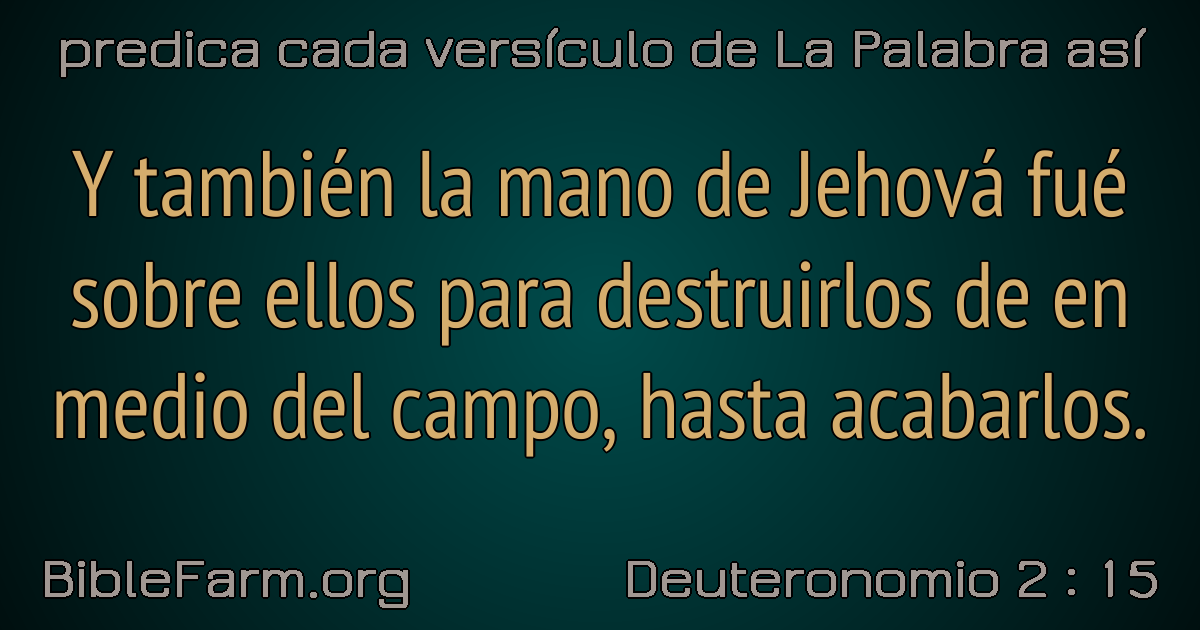 predica cada versículo de La Palabra así
Y también la mano de Jehová fué
sobre ellos para destruirlos de en
medio del campo, hasta acabarlos.
BibleFarm.org
Deuteronomio 2 : 15